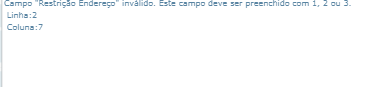 Campo "Restrição Endereço" inválido. Este campo deve ser preenchido com 1, 2 ou 3.
Linha:2
Coluna:7